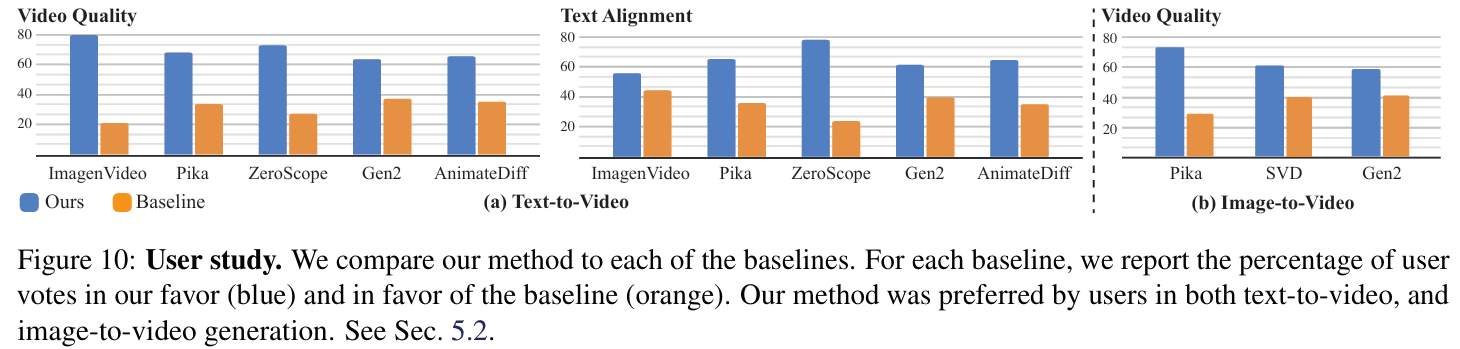 Video Quality
80
60
40
20
ImagenVideo Pika ZeroScope Gen2 AnimateDiff
Text Alignment
80
60
40
20
ImagenVideo Pika ZeroScope Gen2 AnimateDiff
Video Quality
80
60
40
20
Pika SVD Gen2
Ours Baseline
(a) Text-to-Video
(b) Image-to-Video
Figure 10: User study. We compare our method to each of the baselines. For each baseline, we report the percentage of user
votes in our favor (blue) and in favor of the baseline (orange). Our method was preferred by users in both text-to-video, and
image-to-video generation. See Sec. 5.2.